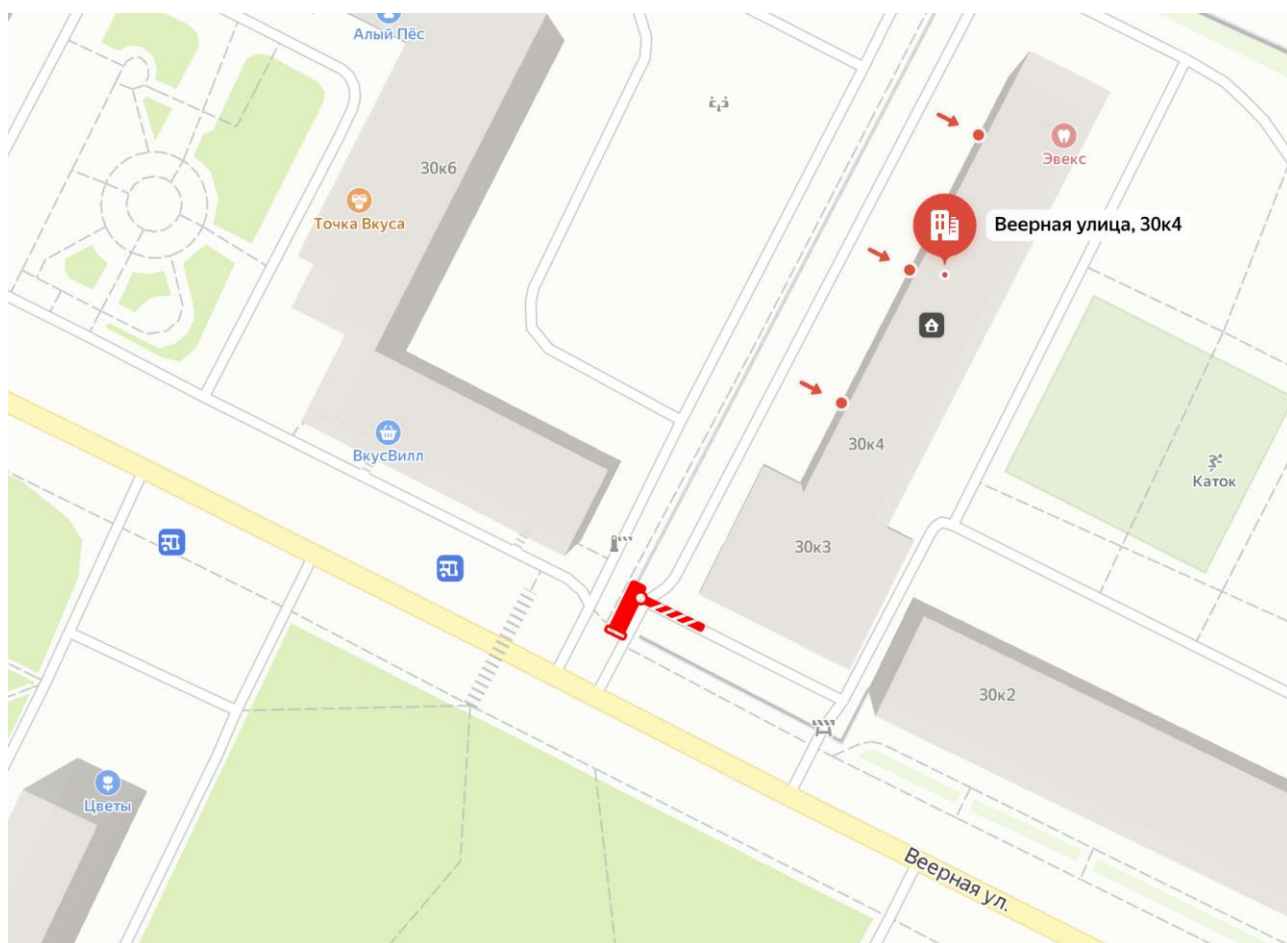 Алый Пёс
30к6
Эвекс
Точка Вкуса
Веерная улица, 30к4
ВкусВилл
30к4
Каток
30к3
30к2
Цветы
Веерная ул.